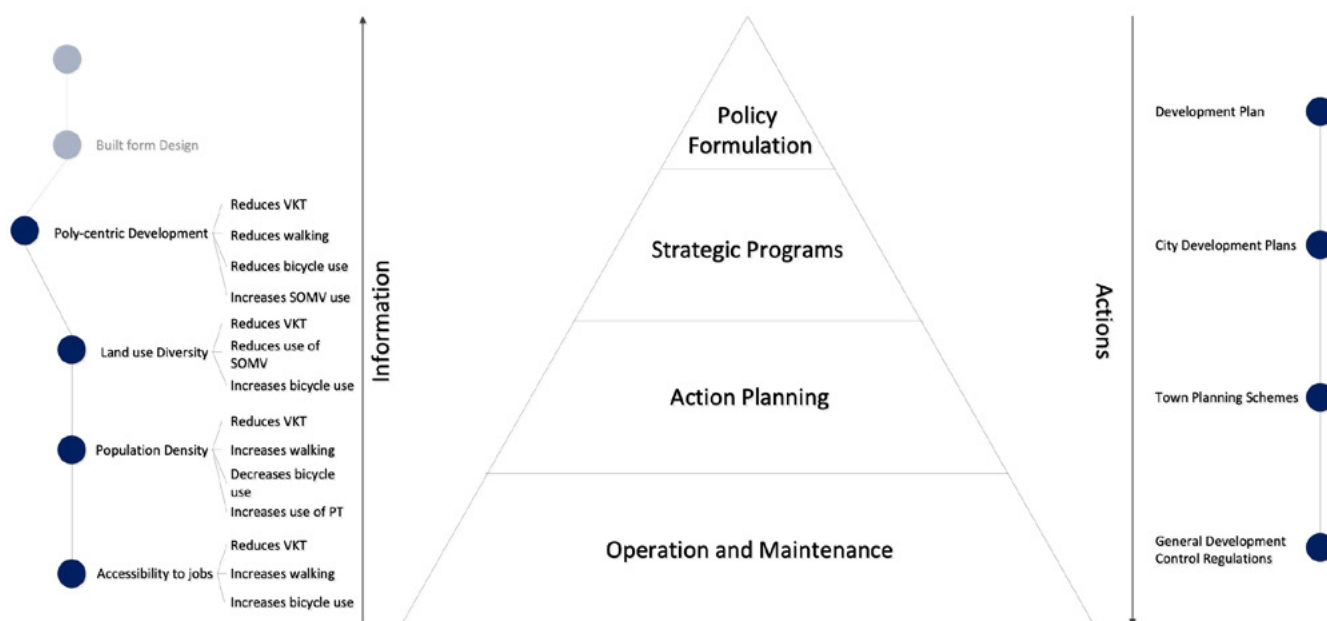 Built form Design
Poly-centric Development
Reduces VKT
Reduces walking
Reduces bicycle use
Increases SOMV use
Land use Diversity
Reduces VKT
Reduces use of
SOMV
Increases bicycle use
Population Density
Reduces VKT
Increases walking
Decreases bicycle
use
Increases use of PT
Accessibility to jobs
Reduces VKT
Increases walking
Increases bicycle use
Information
Policy
Formulation
Strategic Programs
Action Planning
Operation and Maintenance
Actions
Development Plan
City Development Plans
Town Planning Schemes
General Development
Control Regulations